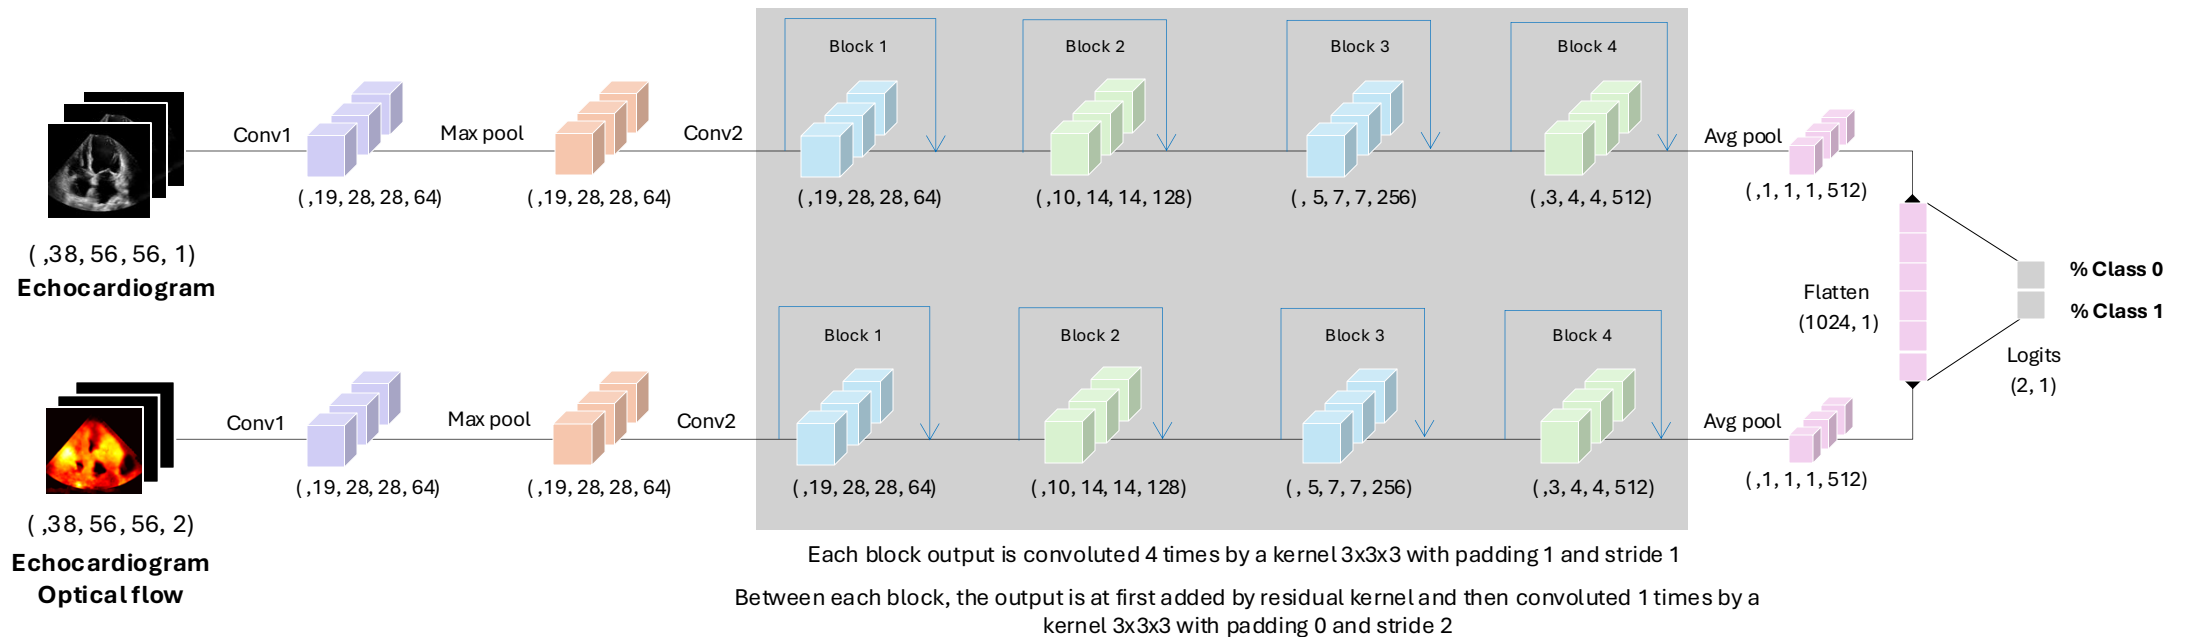 Block 1
Block 2
Block 3
Block 4
Conv1
Max pool
Conv2
Avg pool
( ,19, 28, 28, 64)
( ,19, 28, 28, 64)
( ,19, 28, 28, 64)
( ,10, 14, 14, 128)
( , 5, 7, 7, 256)
( ,3, 4, 4, 512)
( ,1, 1, 1, 512)
( ,38, 56, 56, 1)
Echocardiogram
Flatten
(1024, 1)
% Class 0
% Class 1
Logits
(2, 1)
Block 1
Block 2
Block 3
Block 4
Conv1
Max pool
Conv2
Avg pool
( ,19, 28, 28, 64)
( ,19, 28, 28, 64)
( ,19, 28, 28, 64)
( ,10, 14, 14, 128)
( , 5, 7, 7, 256)
( ,3, 4, 4, 512)
( ,1, 1, 1, 512)
( ,38, 56, 56, 2)
Echocardiogram
Optical flow
Each block output is convoluted 4 times by a kernel 3x3x3 with padding 1 and stride 1
Between each block, the output is at first added by residual kernel and then convoluted 1 times by a
kernel 3x3x3 with padding 0 and stride 2